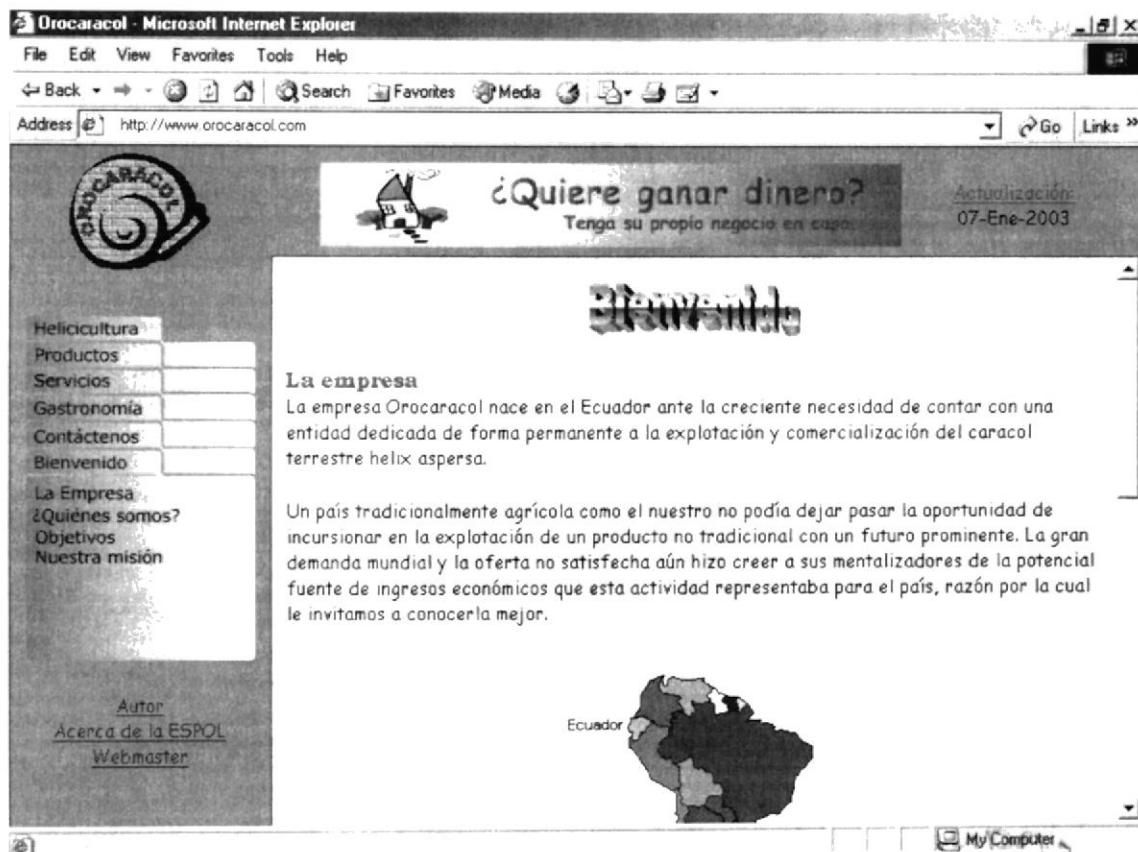 Orocaracol - Microsoft Internet Explorer
File Edit View Favorites Tools Help
Back Search Favorites Media
Address http://www.orocaracol.com Go Links »
OROCARACOL
¿Quiere ganar dinero?
Tenga su propio negocio en casa.
Actualización:
07-Ene-2003
Helicicultura
Productos
Servicios
Gastronomía
Contáctenos
Bienvenido
La Empresa
¿Quiénes somos?
Objetivos
Nuestra misión
Autor
Acerca de la ESPOL
Webmaster
Bienvenido
La empresa
La empresa Orocaracol nace en el Ecuador ante la creciente necesidad de contar con una
entidad dedicada de forma permanente a la explotación y comercialización del caracol
terrestre helix aspersa.
Un país tradicionalmente agrícola como el nuestro no podía dejar pasar la oportunidad de
incursionar en la explotación de un producto no tradicional con un futuro prominente. La gran
demanda mundial y la oferta no satisfecha aún hizo creer a sus mentalizadores de la potencial
fuente de ingresos económicos que esta actividad representaba para el país, razón por la cual
le invitamos a conocerla mejor.
Ecuador
My Computer